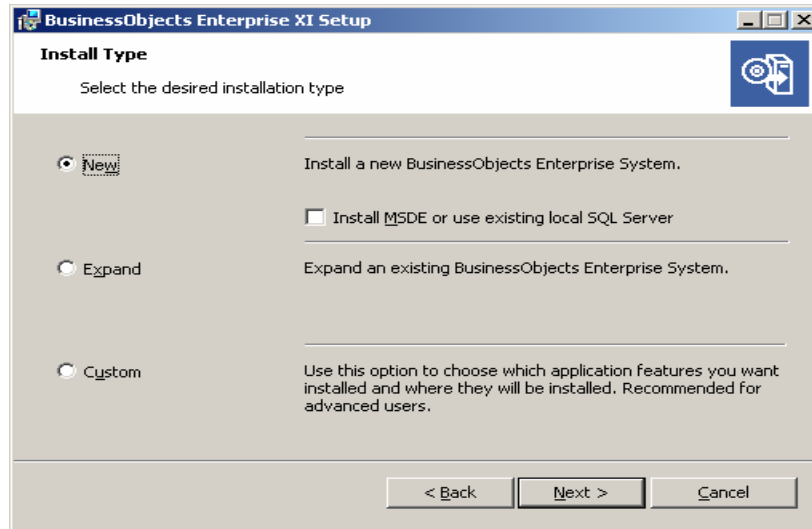 BusinessObjects Enterprise XI Setup
Install Type
Select the desired installation type
New
Install a new BusinessObjects Enterprise System.
Install MSDE or use existing local SQL Server
Expand
Expand an existing BusinessObjects Enterprise System.
Custom
Use this option to choose which application features you want
installed and where they will be installed. Recommended for
advanced users.
< Back
Next >
Cancel